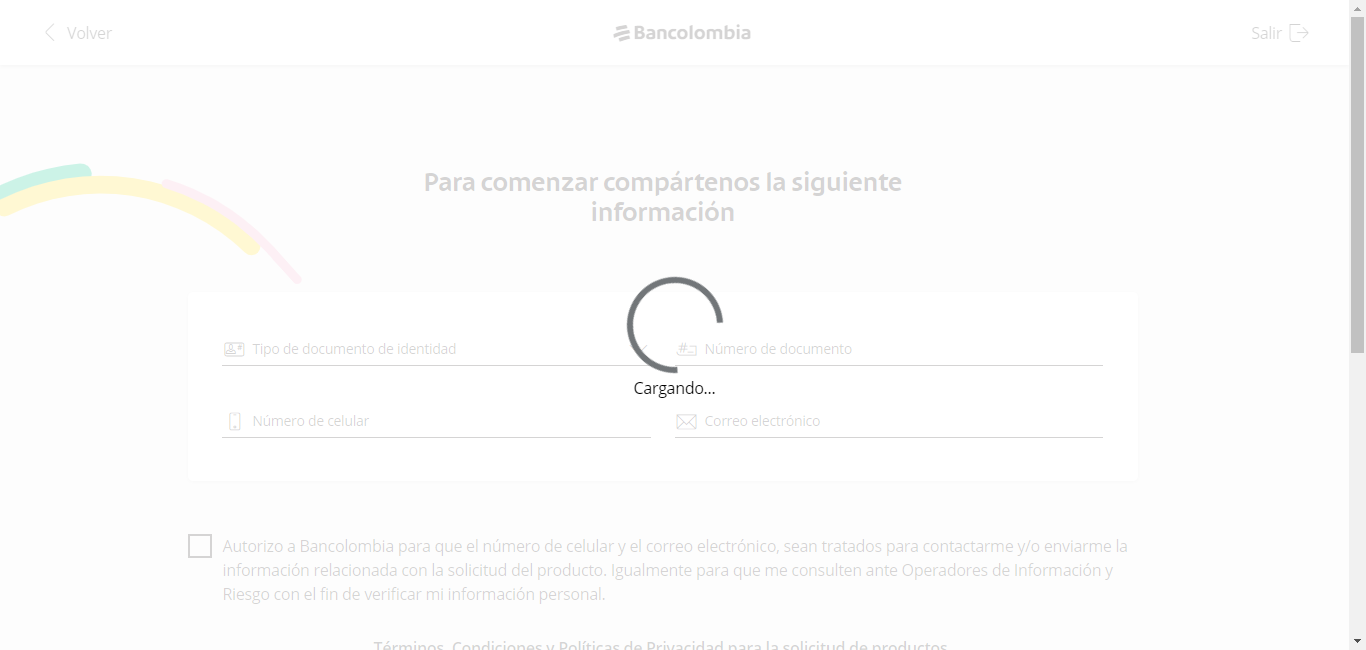 Volver
Bancolombia
Salir
Para comenzar compártenos la siguiente
información
Tipo de documento de identidad
Número de documento
Cargando...
Número de celular
Correo electrónico
Autorizo a Bancolombia para que el número de celular y el correo electrónico, sean tratados para contactarme y/o enviarme la
información relacionada con la solicitud del producto. Igualmente para que me consulten ante Operadores de Información y
Riesgo con el fin de verificar mi información personal.
Términos, Condiciones y Políticas de Privacidad para la solicitud de productos